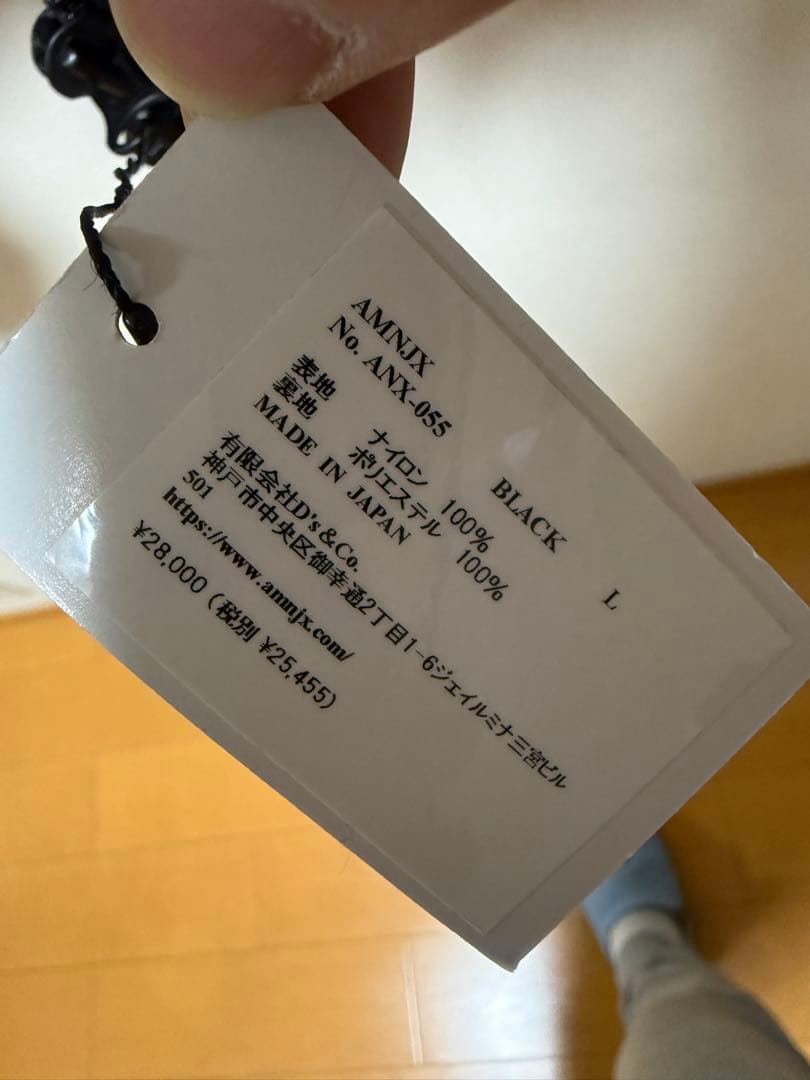 AMNJX
No. ANX-055 BLACK L
表地 ナイロン 100%
裏地 ポリエステル 100%
MADE IN JAPAN
有限会社D's&Co.
神戸市中央区御幸通2丁目1-6ジェイルミナ三宮ビル
501
https://www.amnjx.com/
¥28,000(税別 ¥25,455)